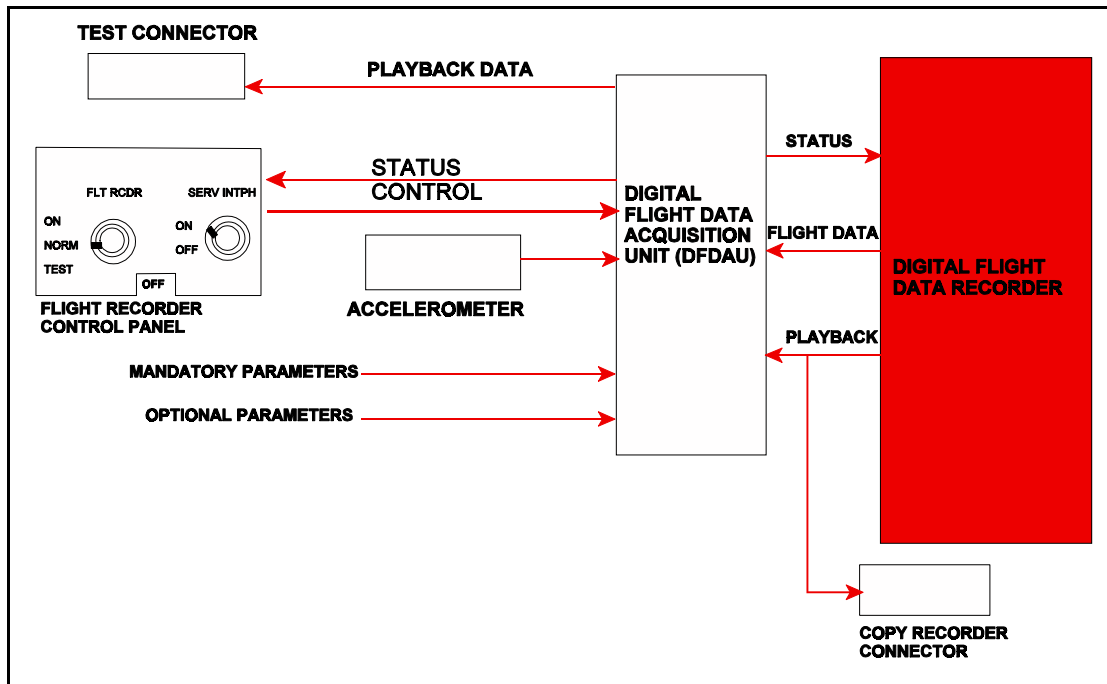 TEST CONNECTOR
PLAYBACK DATA
STATUS
STATUS
CONTROL
FLT RCDR
SERV INTPH
ON
NORM
TEST
ON
OFF
OFF
FLIGHT RECORDER
CONTROL PANEL
ACCELEROMETER
DIGITAL
FLIGHT DATA
ACQUISITION
UNIT (DFDAU)
FLIGHT DATA
DIGITAL FLIGHT
DATA RECORDER
PLAYBACK
MANDATORY PARAMETERS
OPTIONAL PARAMETERS
COPY RECORDER
CONNECTOR